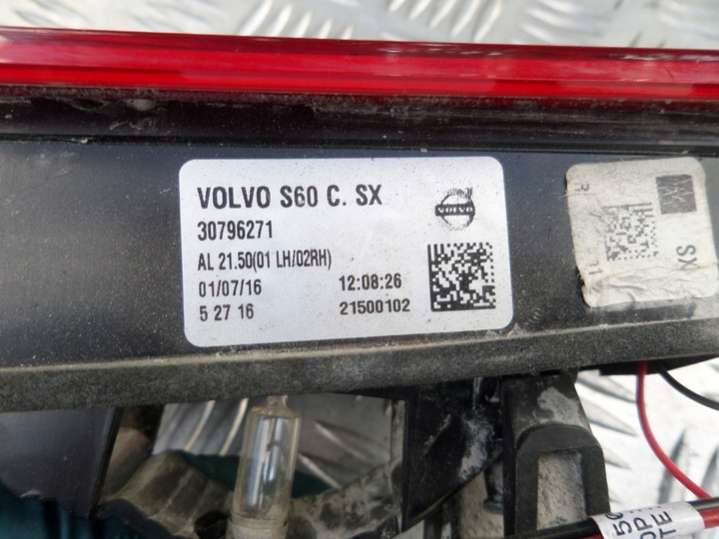 VOLVO S60 C. SX
VOLVO
30796271
AL 21.50(01 LH/02RH)
01/07/16 12:08:26
5 27 16 21500102
SX